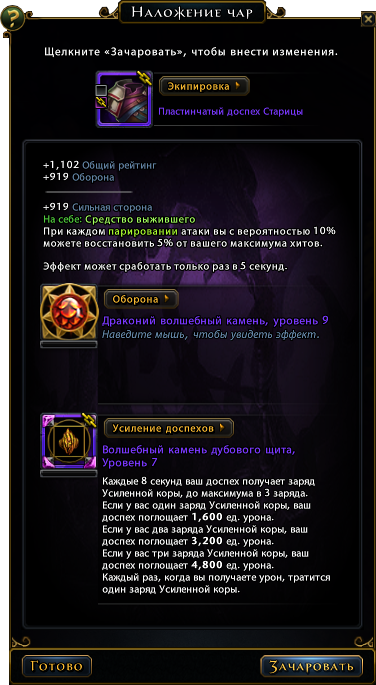 Наложение чар
?
Щелкните «Зачаровать», чтобы внести изменения.
Экипировка
Пластинчатый доспех Старицы
+1,102 Общий рейтинг
+919 Оборона
+919 Сильная сторона
На себе: Средство выжившего
При каждом парировании атаки вы с вероятностью 10%
можете восстановить 5% от вашего максимума хитов.
Эффект может сработать только раз в 5 секунд.
Оборона
Драконий волшебный камень, уровень 9
Наведите мышь, чтобы увидеть эффект.
Усиление доспехов
Волшебный камень дубового щита,
Уровень 7
Каждые 8 секунд ваш доспех получает заряд
Усиленной коры, до максимума в 3 заряда.
Если у вас один заряд Усиленной коры, ваш
доспех поглощает 1,600 ед. урона.
Если у вас два заряда Усиленной коры, ваш
доспех поглощает 3,200 ед. урона.
Если у вас три заряда Усиленной коры, ваш
доспех поглощает 4,800 ед. урона.
Каждый раз, когда вы получаете урон, тратится
один заряд Усиленной коры.
Готово
Зачаровать